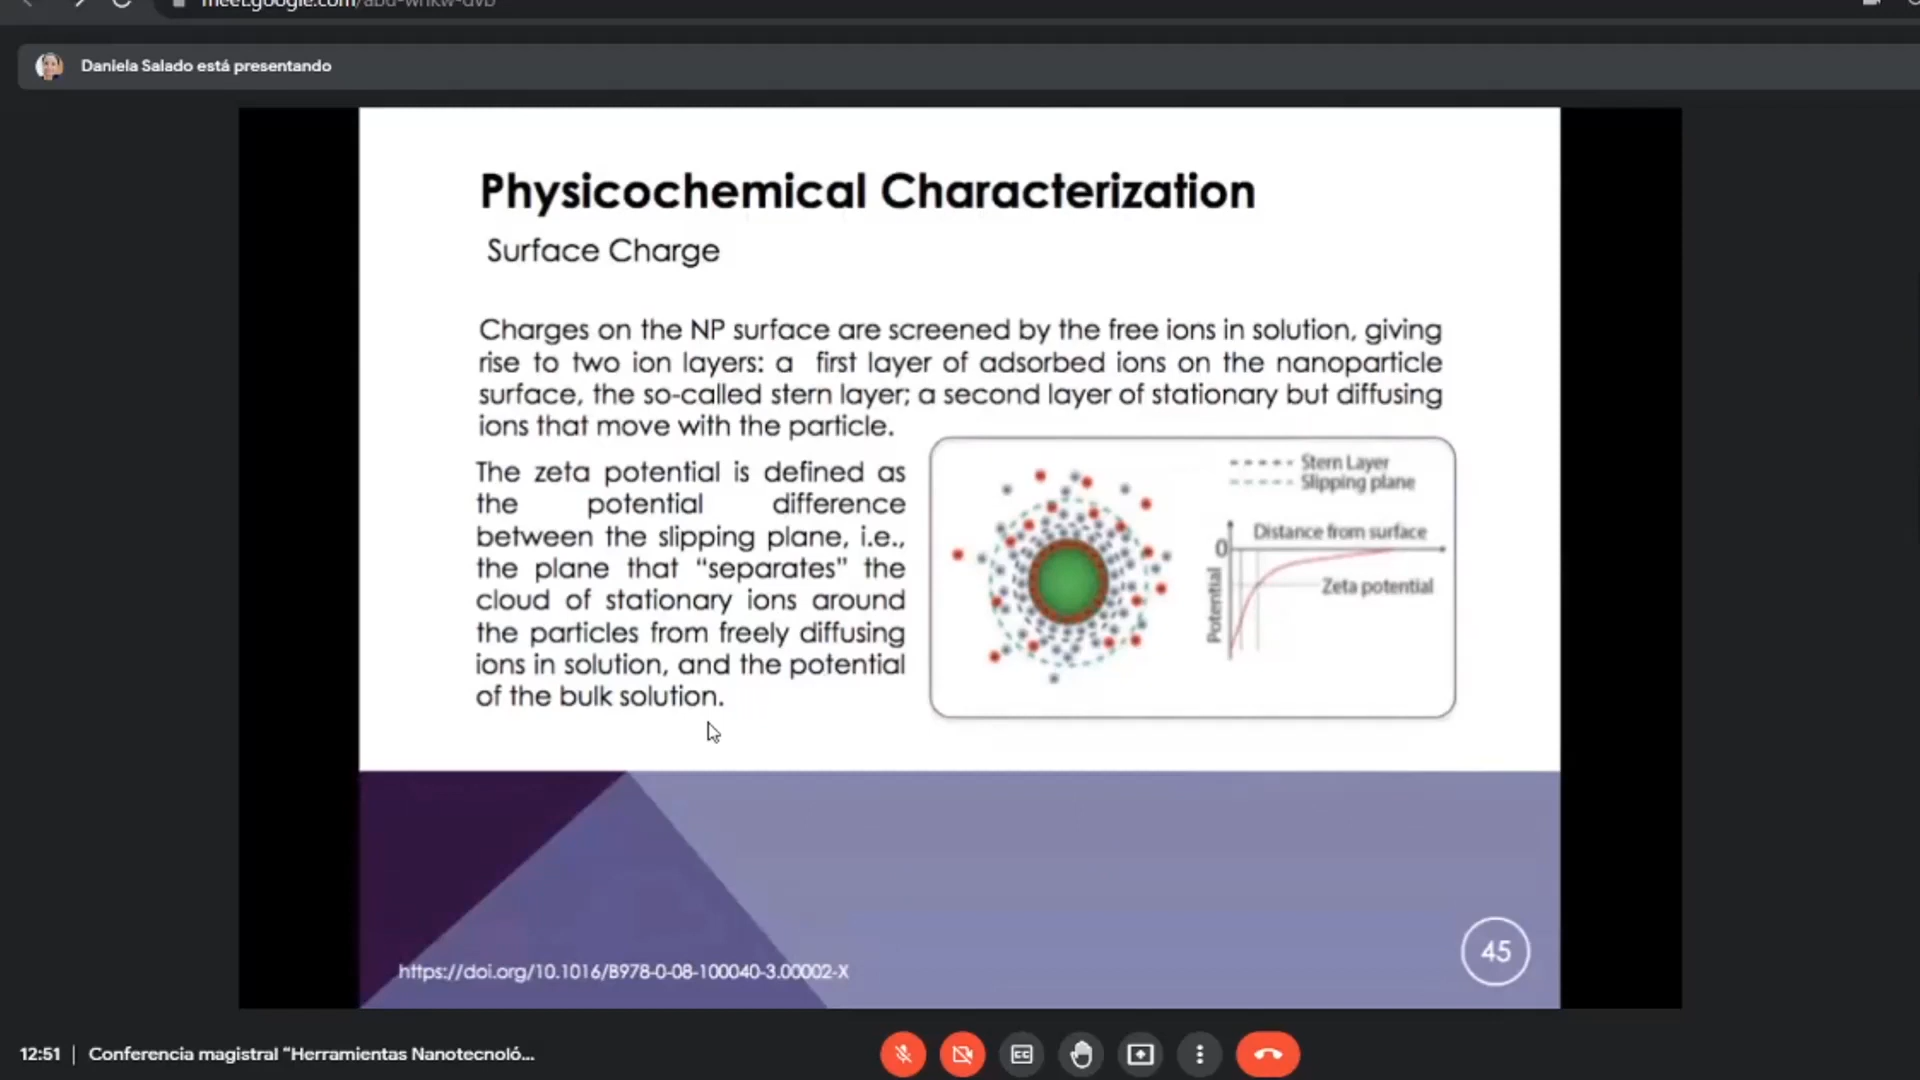 meet.google.com/abd-whkw-dvb
Daniela Salado está presentando
Physicochemical Characterization
Surface Charge
Charges on the NP surface are screened by the free ions in solution, giving
rise to two ion layers: a first layer of adsorbed ions on the nanoparticle
surface, the so-called stern layer; a second layer of stationary but diffusing
ions that move with the particle.
The zeta potential is defined as
the potential difference
between the slipping plane, i.e.,
the plane that “separates” the
cloud of stationary ions around
the particles from freely diffusing
ions in solution, and the potential
of the bulk solution.
Stern Layer
Slipping plane
Distance from surface
0
Potential
Zeta potential
https://doi.org/10.1016/B978-0-08-100040-3.00002-X
45
12:51 | Conferencia magistral “Herramientas Nanotecnoló...